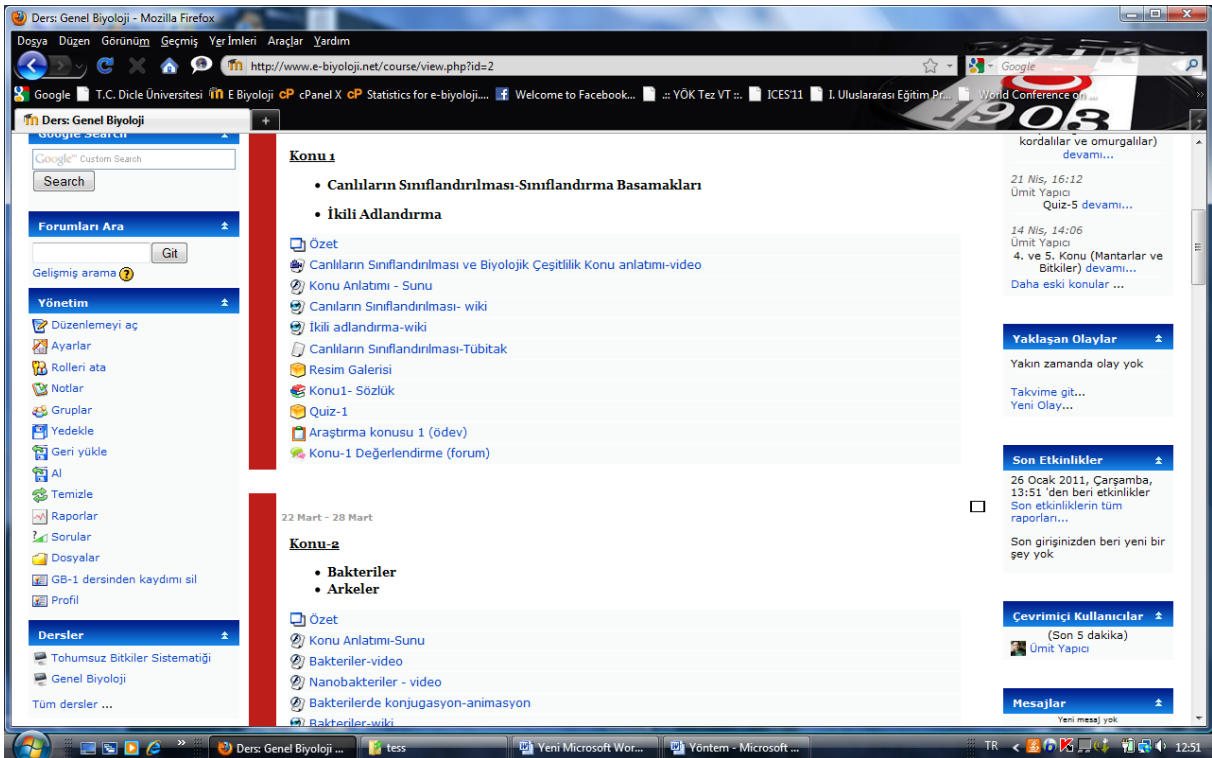 Ders: Genel Biyoloji - Mozilla Firefox
Dosya Düzen Görünüm Geçmiş Yer İmleri Araçlar Yardım
http://www.e-biyoloji.net/course/view.php?id=2
Google
Google T.C. Dicle Üniversitesi E Biyoloji cPanel X Statistics for e-biyoloji.... Welcome to Facebook... .:: YÖK Tez VT ::. ICES'11 I. Uluslararası Eğitim Pr... World Conference on ...
Ders: Genel Biyoloji
1903
Google Search
Google™ Custom Search
Search
Forumları Ara
Git
Gelişmiş arama
Yönetim
Düzenlemeyi aç
Ayarlar
Rolleri ata
Notlar
Gruplar
Yedekle
Geri yükle
Al
Temizle
Raporlar
Sorular
Dosyalar
GB-1 dersinden kaydımı sil
Profil
Dersler
Tohumsuz Bitkiler Sistematiği
Genel Biyoloji
Tüm dersler ...
Konu 1
• Canlıların Sınıflandırılması-Sınıflandırma Basamakları
• İkili Adlandırma
Özet
Canlıların Sınıflandırılması ve Biyolojik Çeşitlilik Konu anlatımı-video
Konu Anlatımı - Sunu
Canlıların Sınıflandırılması- wiki
İkili adlandırma-wiki
Canlıların Sınıflandırılması-Tübitak
Resim Galerisi
Konu1- Sözlük
Quiz-1
Araştırma konusu 1 (ödev)
Konu-1 Değerlendirme (forum)
22 Mart - 28 Mart
Konu-2
• Bakteriler
• Arkeler
Özet
Konu Anlatımı-Sunu
Bakteriler-video
Nanobakteriler - video
Bakterilerde konjugasyon-animasyon
Bakteriler-wiki
kordalılar ve omurgalılar)
devamı...
21 Nis, 16:12
Ümit Yapıcı
Quiz-5 devamı...
14 Nis, 14:06
Ümit Yapıcı
4. ve 5. Konu (Mantarlar ve
Bitkiler) devamı...
Daha eski konular ...
Yaklaşan Olaylar
Yakın zamanda olay yok
Takvime git...
Yeni Olay...
Son Etkinlikler
26 Ocak 2011, Çarşamba,
13:51 'den beri etkinlikler
Son etkinliklerin tüm
raporları...
Son girişinizden beri yeni bir
şey yok
Çevrimiçi Kullanıcılar
(Son 5 dakika)
Ümit Yapıcı
Mesajlar
Yeni mesaj yok
Ders: Genel Biyoloji ... tess Yeni Microsoft Wor... Yöntem - Microsoft ... TR 12:51